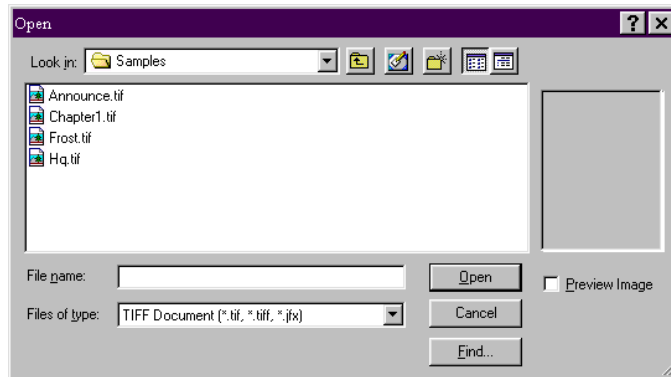 Open
? ×
Look in: Samples
Announce.tif
Chapter1.tif
Frost.tif
Hq.tif
File name:
Open
Preview Image
Files of type: TIFF Document (*.tif, *.tiff, *.jfx)
Cancel
Find...